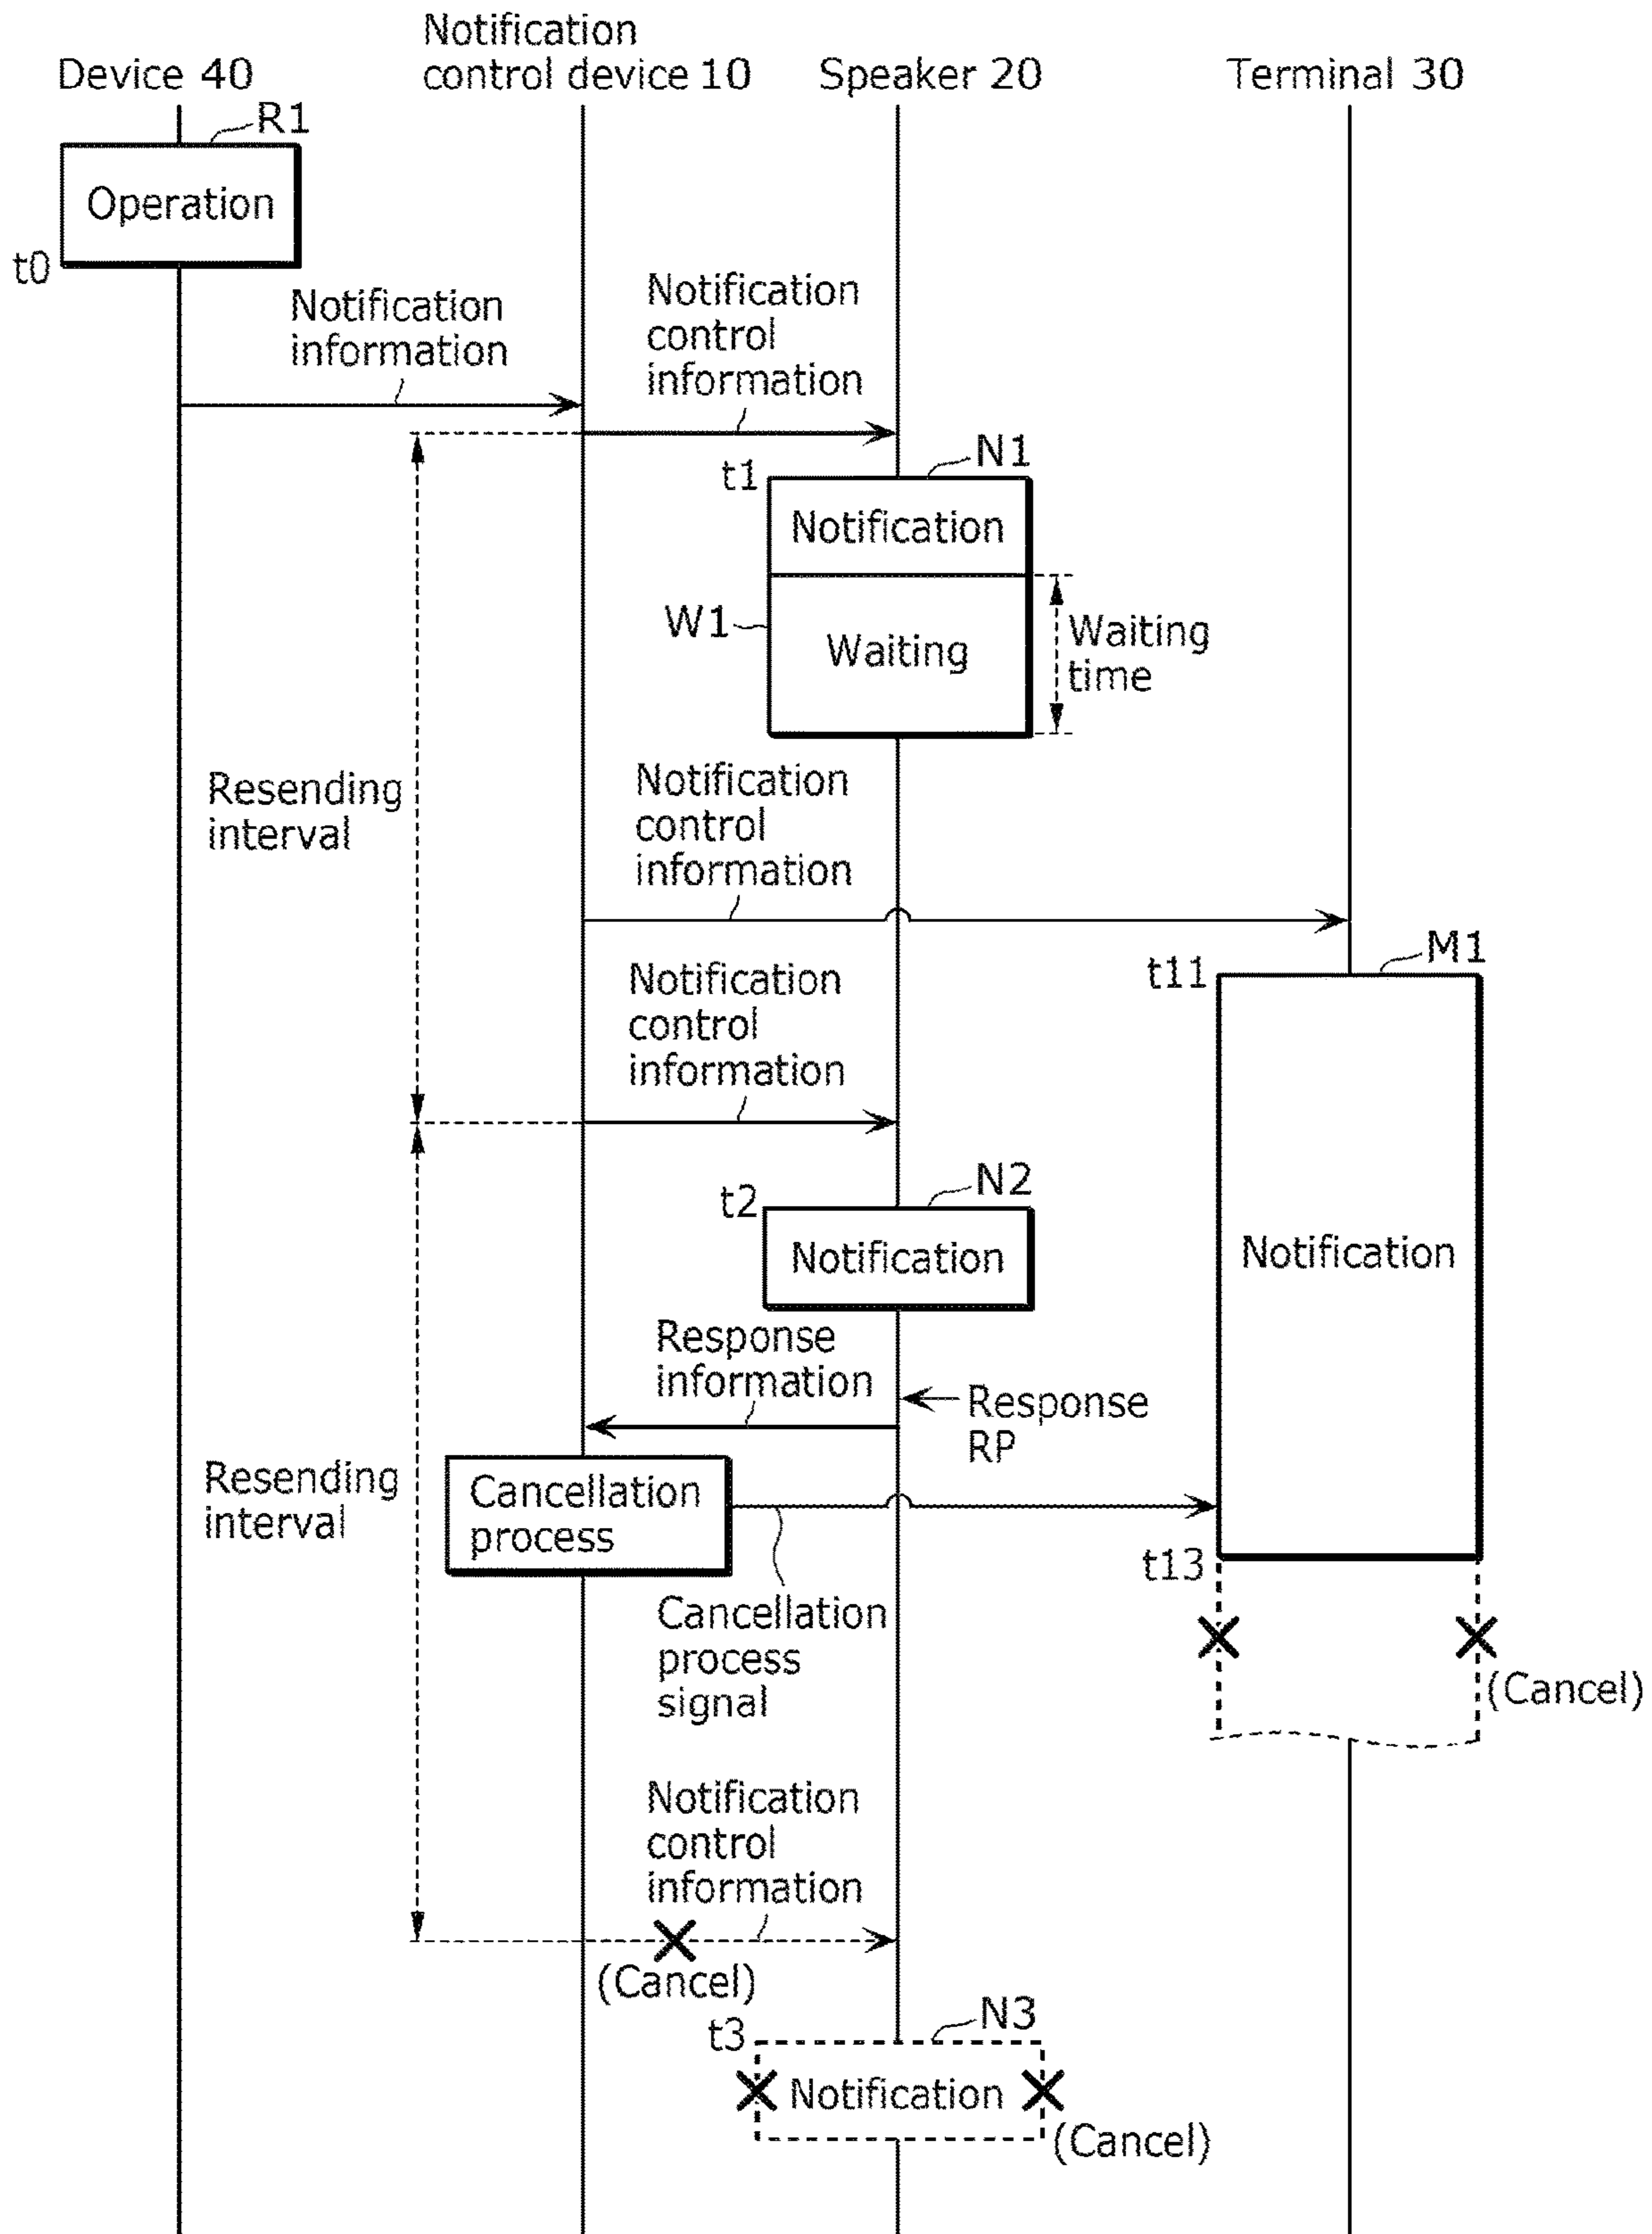 Notification
Device 40
control device 10
Speaker 20
Terminal 30
R1
Operation
t0
Notification
information
Notification
control
information
N1
t1
Notification
W1
Waiting
Waiting
time
Resending
interval
Notification
control
information
M1
t11
Notification
control
information
N2
t2
Notification
Notification
Response
information
Response
RP
Resending
interval
Cancellation
process
t13
Cancellation
process
signal
(Cancel)
Notification
control
information
(Cancel)
N3
t3
Notification
(Cancel)